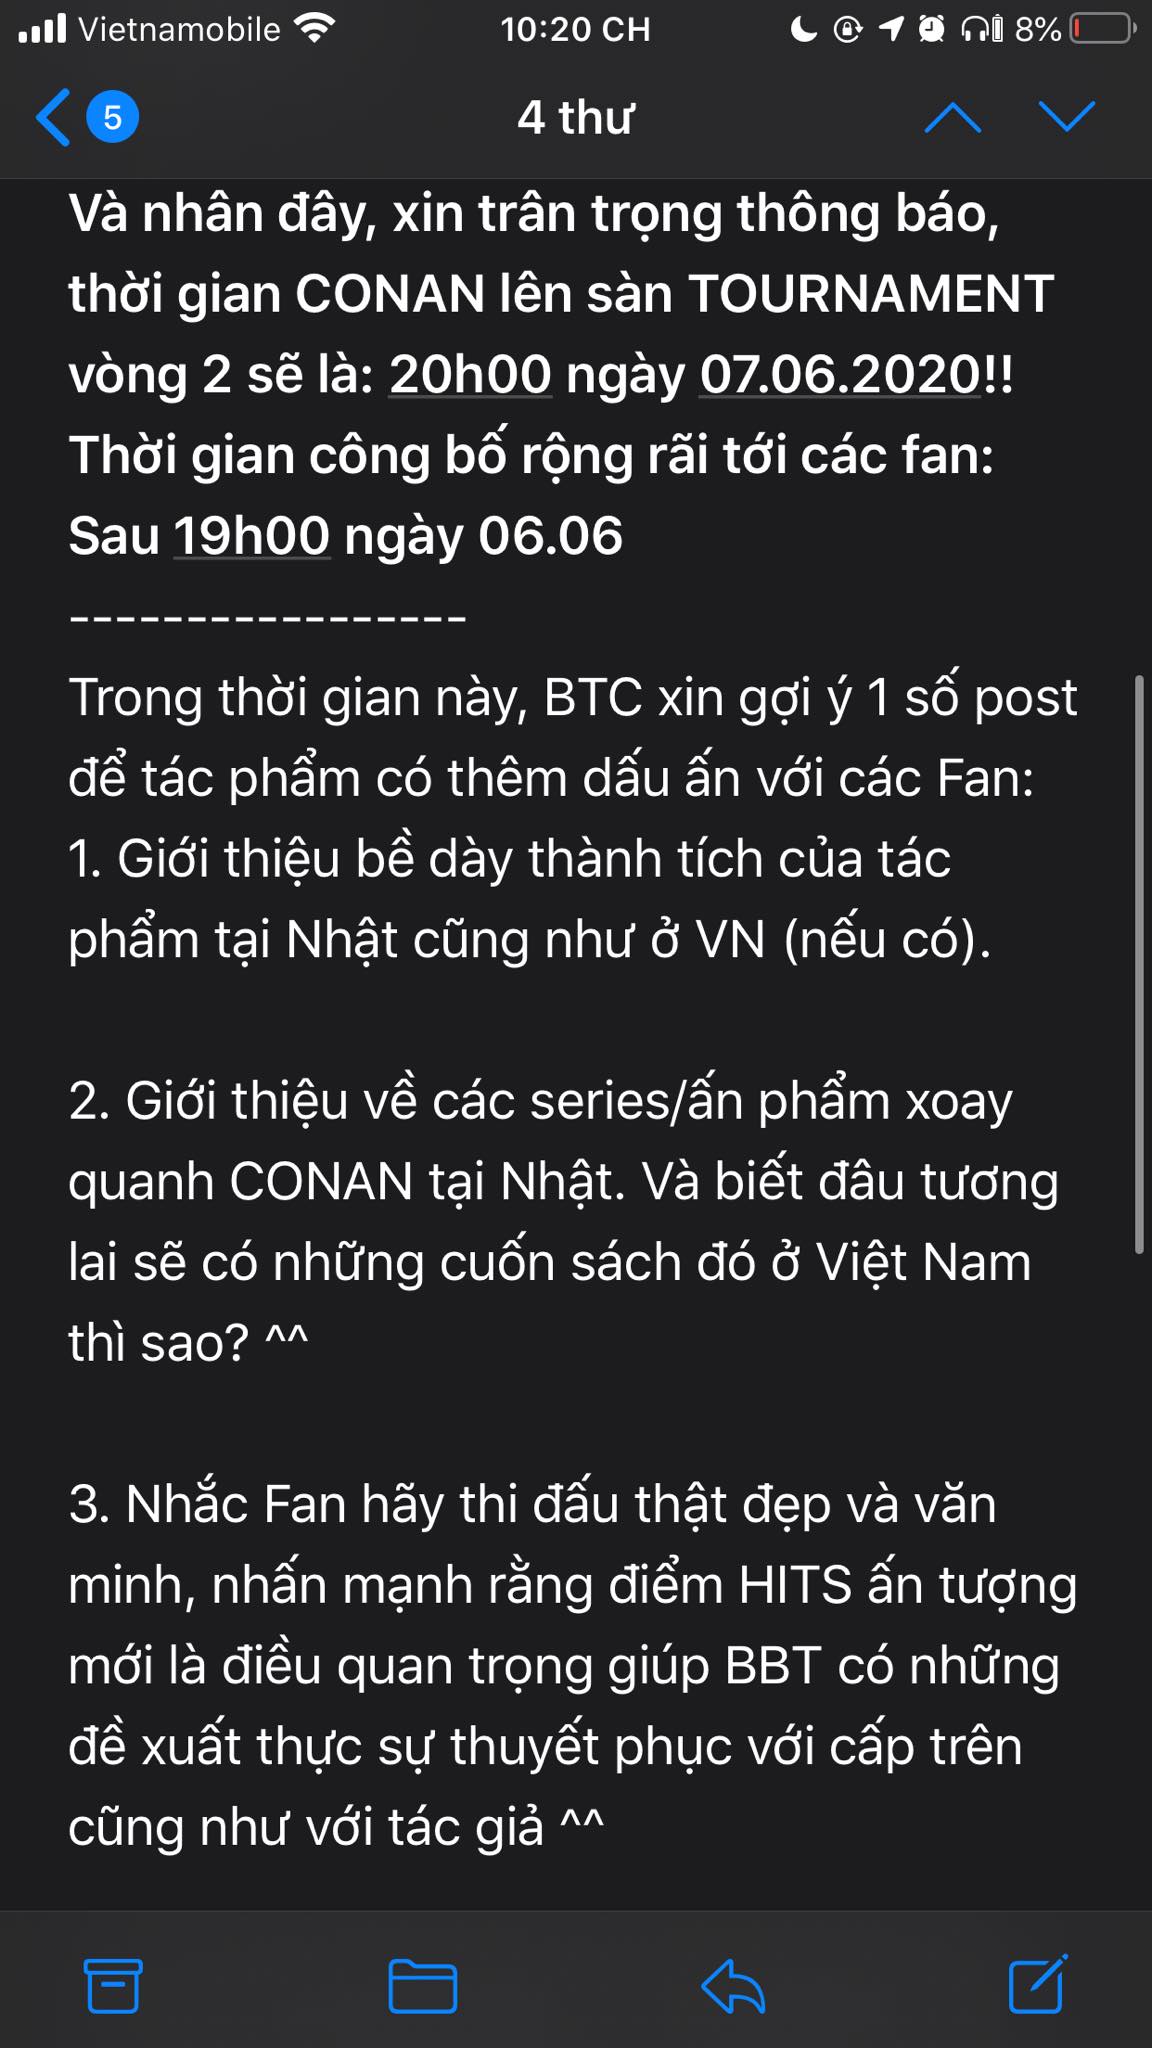 Vietnamobile 10:20 CH 8%
5 4 thư
Và nhân đây, xin trân trọng thông báo,
thời gian CONAN lên sàn TOURNAMENT
vòng 2 sẽ là: 20h00 ngày 07.06.2020!!
Thời gian công bố rộng rãi tới các fan:
Sau 19h00 ngày 06.06
-----------------
Trong thời gian này, BTC xin gợi ý 1 số post
để tác phẩm có thêm dấu ấn với các Fan:
1. Giới thiệu bề dày thành tích của tác
phẩm tại Nhật cũng như ở VN (nếu có).
2. Giới thiệu về các series/ấn phẩm xoay
quanh CONAN tại Nhật. Và biết đâu tương
lai sẽ có những cuốn sách đó ở Việt Nam
thì sao? ^^
3. Nhắc Fan hãy thi đấu thật đẹp và văn
minh, nhấn mạnh rằng điểm HITS ấn tượng
mới là điều quan trọng giúp BBT có những
đề xuất thực sự thuyết phục với cấp trên
cũng như với tác giả ^^